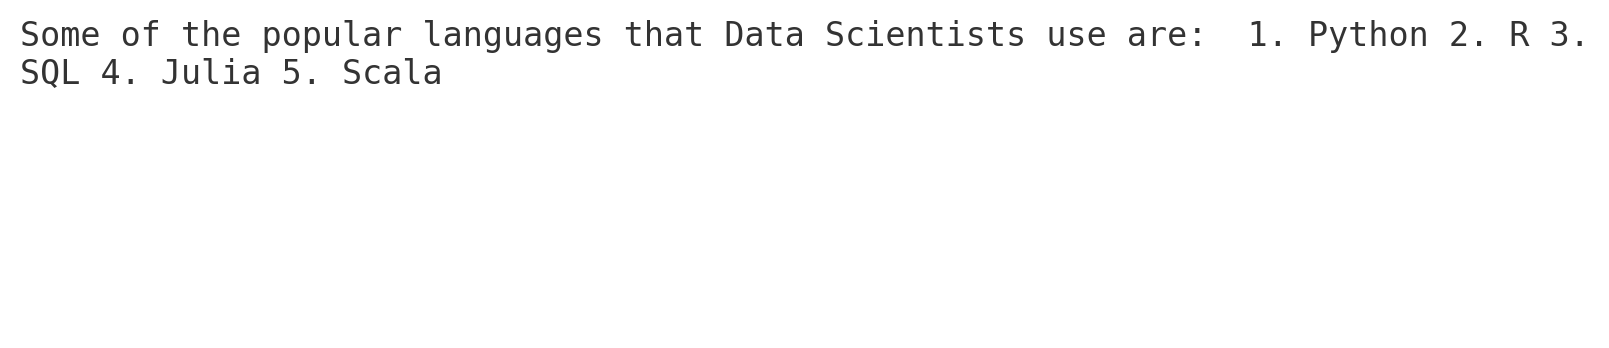 Some of the popular languages that Data Scientists use are:  1. Python 2. R 3.
SQL 4. Julia 5. Scala